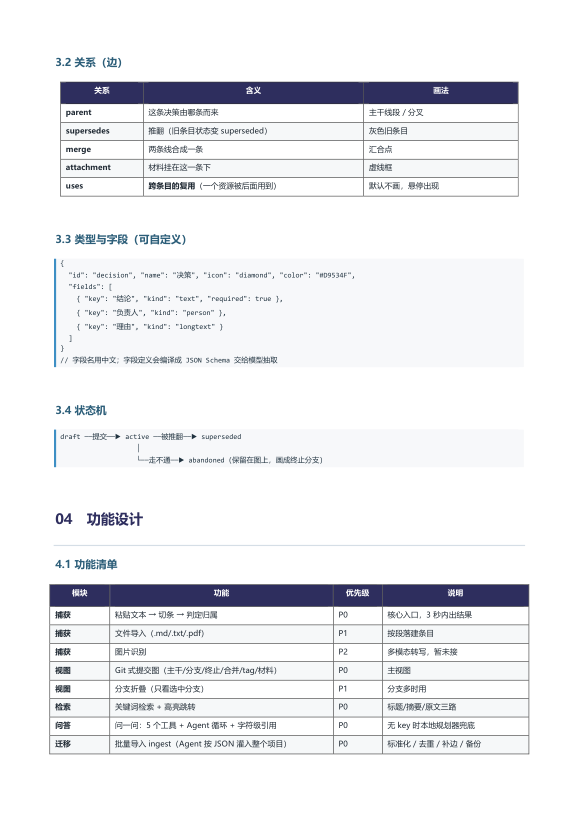 3.2 关系（边）
关系 含义 画法
parent 这条决策由哪条而来 主干线段 / 分叉
supersedes 推翻（旧条目状态变 superseded） 灰色旧条目
merge 两条线合成一条 汇合点
attachment 材料挂在这一条下 虚线框
uses 跨条目的复用（一个资源被后面用到） 默认不画，悬停出现
3.3 类型与字段（可自定义）
{
"id": "decision", "name": "决策", "icon": "diamond", "color": "#D9534F",
"fields": [
{ "key": "结论", "kind": "text", "required": true },
{ "key": "负责人", "kind": "person" },
{ "key": "理由", "kind": "longtext" }
]
}
// 字段名用中文；字段定义会编译成 JSON Schema 交给模型抽取
3.4 状态机
draft ──提交──▶ active ──被推翻──▶ superseded
│
└──走不通──▶ abandoned（保留在图上，画成终止分支）
04 功能设计
4.1 功能清单
模块 功能 优先级 说明
捕获 粘贴文本 → 切条 → 判定归属 P0 核心入口，3 秒内出结果
捕获 文件导入（.md/.txt/.pdf） P1 按段落建条目
捕获 图片识别 P2 多模态转写，暂未接
视图 Git 式提交图（主干/分支/终止/合并/tag/材料） P0 主视图
视图 分支折叠（只看选中分支） P1 分支多时用
检索 关键词检索 + 高亮跳转 P0 标题/摘要/原文三路
问答 问一问：5 个工具 + Agent 循环 + 字符级引用 P0 无 key 时本地规划器兜底
迁移 批量导入 ingest（Agent 按 JSON 灌入整个项目） P0 标准化 / 去重 / 补边 / 备份